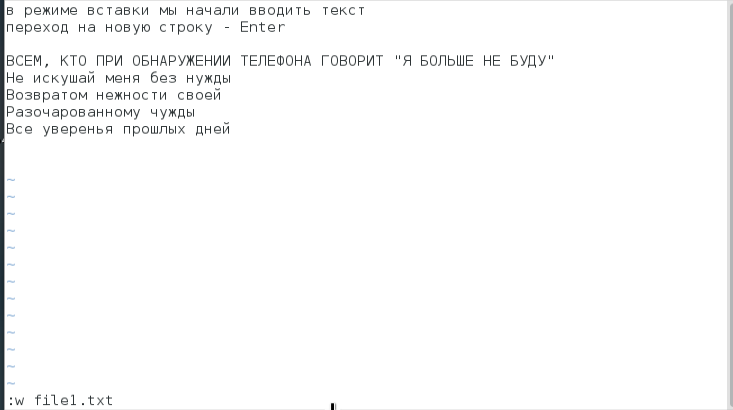 в режиме вставки мы начали вводить текст
переход на новую строку - Enter
ВСЕМ, КТО ПРИ ОБНАРУЖЕНИИ ТЕЛЕФОНА ГОВОРИТ "Я БОЛЬШЕ НЕ БУДУ"
Не искушай меня без нужды
Возвратом нежности своей
Разочарованному чужды
Все уверенья прошлых дней
~
~
~
~
~
~
~
~
~
~
~
~
~
:w file1.txt